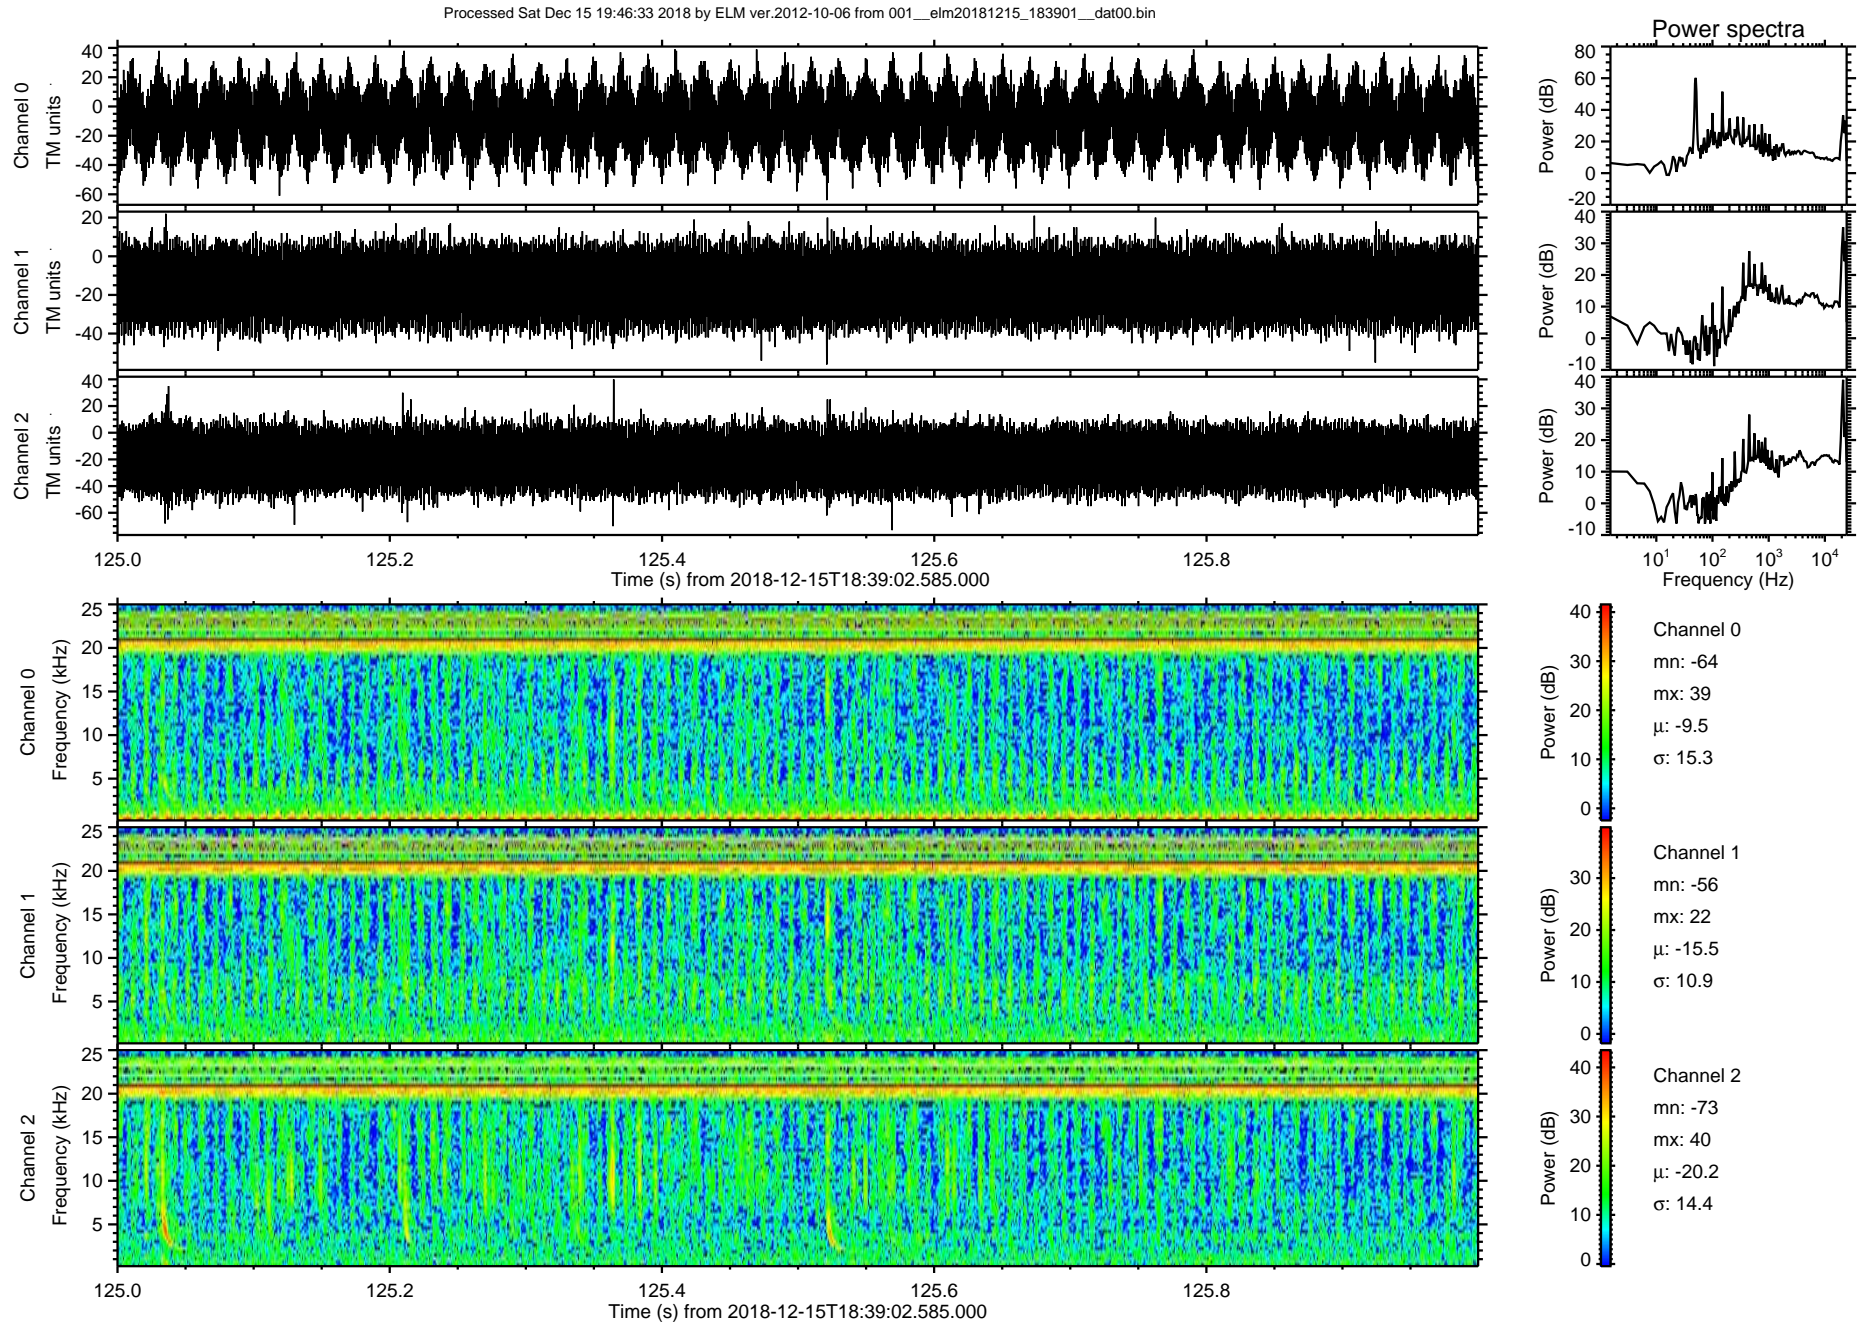 Processed Sat Dec 15 19:46:33 2018 by ELM ver.2012-10-06 from 001__elm20181215_183901__dat00.bin
Power spectra
Channel 0
TM units
40
20
0
-20
-40
-60
Power (dB)
80
60
40
20
0
-20
Channel 1
TM units
20
0
-20
-40
Power (dB)
40
30
20
10
0
-10
Channel 2
TM units
40
20
0
-20
-40
-60
Power (dB)
40
30
20
10
0
-10
125.0 125.2 125.4 125.6 125.8
Time (s) from 2018-12-15T18:39:02.585.000
10¹ 10² 10³ 10⁴
Frequency (Hz)
Channel 0
Frequency (kHz)
25
20
15
10
5
Power (dB)
40
30
20
10
0
Channel 0
mn: -64
mx: 39
μ: -9.5
σ: 15.3
Channel 1
Frequency (kHz)
25
20
15
10
5
Power (dB)
30
20
10
0
Channel 1
mn: -56
mx: 22
μ: -15.5
σ: 10.9
Channel 2
Frequency (kHz)
25
20
15
10
5
Power (dB)
40
30
20
10
0
Channel 2
mn: -73
mx: 40
μ: -20.2
σ: 14.4
125.0 125.2 125.4 125.6 125.8
Time (s) from 2018-12-15T18:39:02.585.000